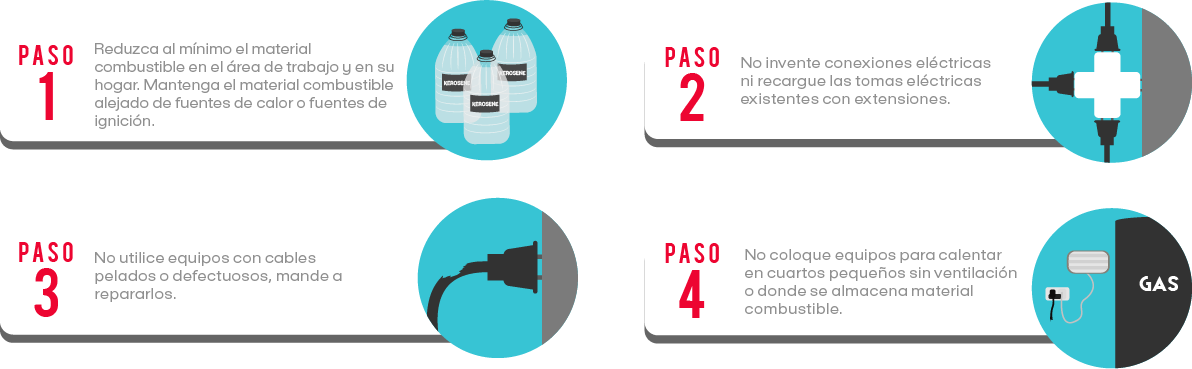 PASO
1
Reduzca al mínimo el material
combustible en el área de trabajo y en su
hogar. Mantenga el material combustible
alejado de fuentes de calor o fuentes de
ignición.
KEROSENE
KEROSENE
KEROSENE
PASO
2
No invente conexiones eléctricas
ni recargue las tomas eléctricas
existentes con extensiones.
PASO
3
No utilice equipos con cables
pelados o defectuosos, mande a
repararlos.
PASO
4
No coloque equipos para calentar
en cuartos pequeños sin ventilación
o donde se almacena material
combustible.
GAS